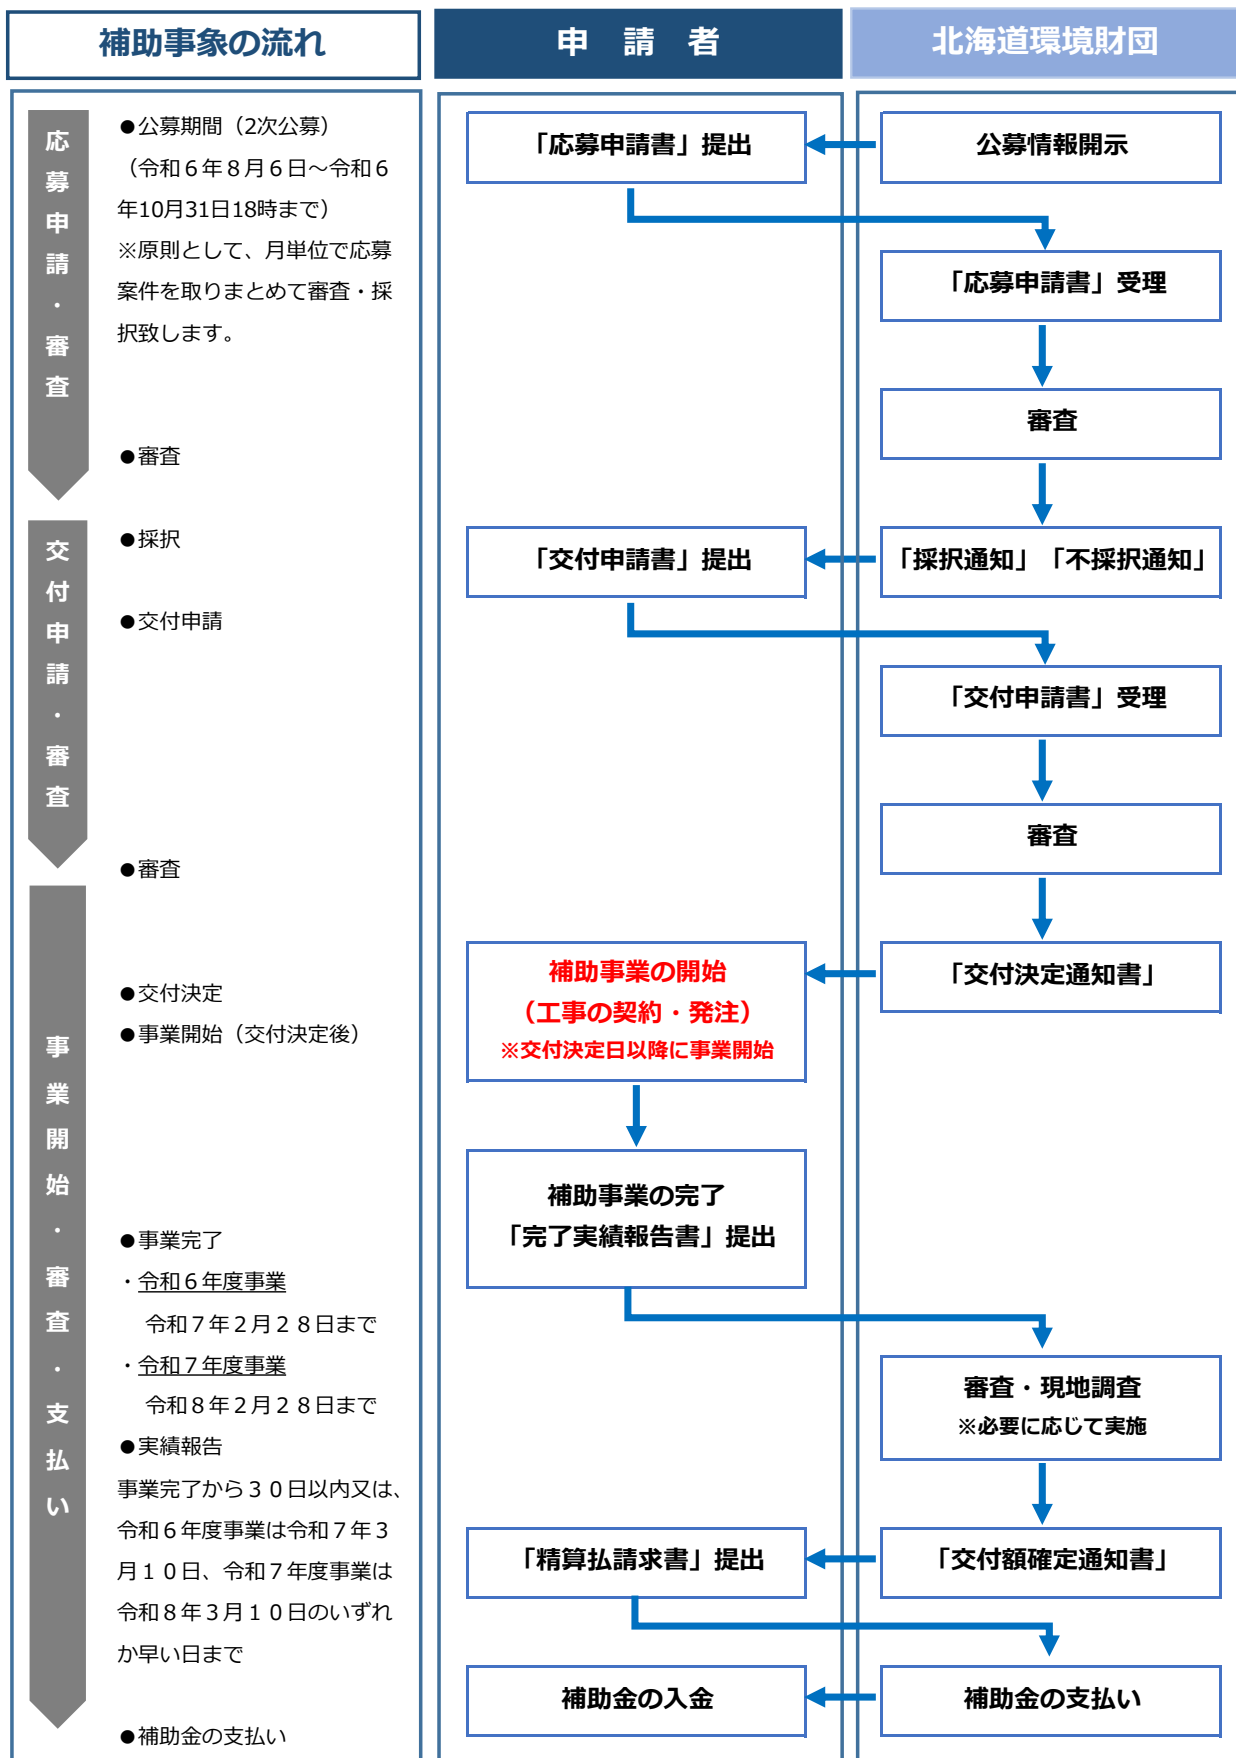 補助事象の流れ
申 請 者
北海道環境財団
応募申請・審査
●公募期間（2次公募）
（令和６年８月６日～令和６
年10月31日18時まで）
※原則として、月単位で応募
案件を取りまとめて審査・採
択致します。
●審査
交付申請・審査
●採択
●交付申請
●審査
事業開始・審査・支払い
●交付決定
●事業開始（交付決定後）
●事業完了
・令和６年度事業
令和７年２月２８日まで
・令和７年度事業
令和８年２月２８日まで
●実績報告
事業完了から３０日以内又は、
令和６年度事業は令和７年３
月１０日、令和７年度事業は
令和８年３月１０日のいずれ
か早い日まで
●補助金の支払い
「応募申請書」提出
公募情報開示
「応募申請書」受理
審査
「交付申請書」提出
「採択通知」「不採択通知」
「交付申請書」受理
審査
補助事業の開始
（工事の契約・発注）
※交付決定日以降に事業開始
「交付決定通知書」
補助事業の完了
「完了実績報告書」提出
審査・現地調査
※必要に応じて実施
「精算払請求書」提出
「交付額確定通知書」
補助金の入金
補助金の支払い